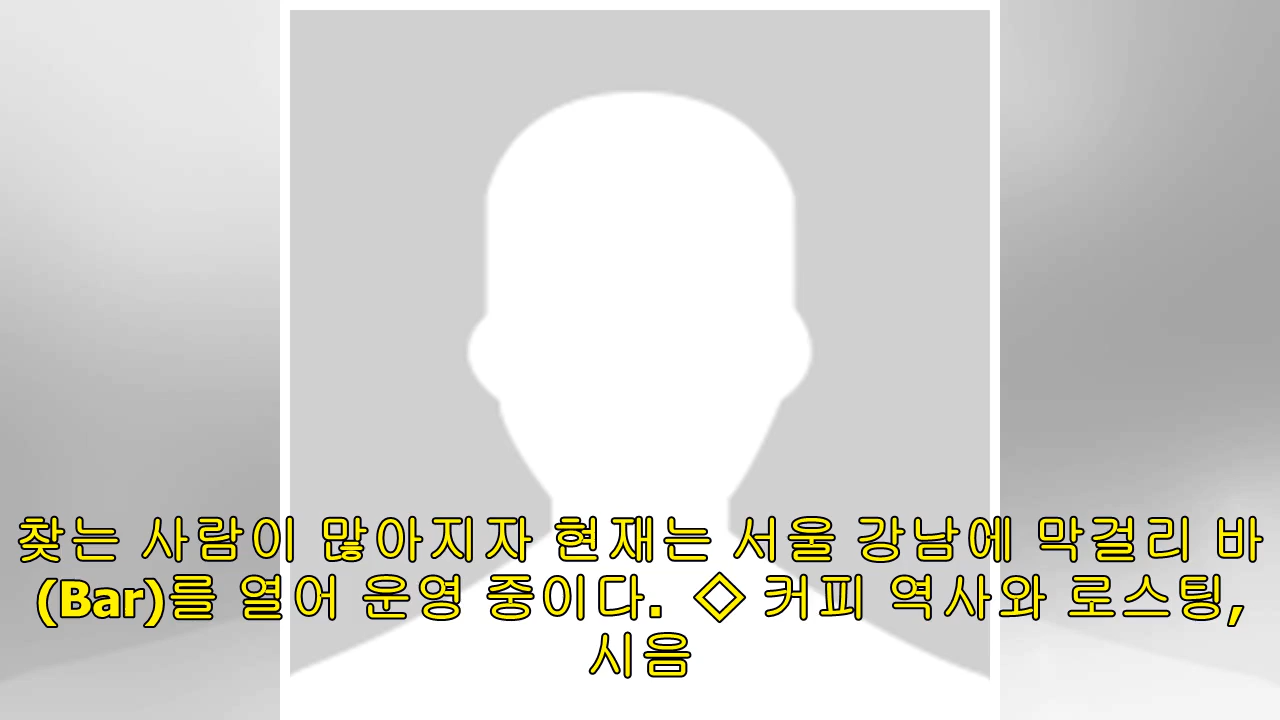 찾는 사람이 많아지자 현재는 서울 강남에 막걸리 바
(Bar)를 열어 운영 중이다. ◇ 커피 역사와 로스팅,
시음